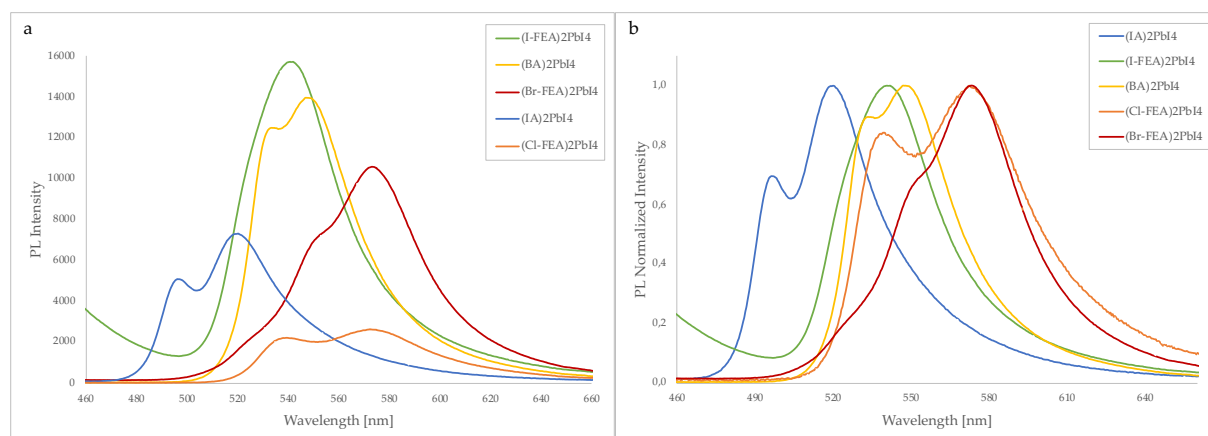 a
(I-FEA)2PbI4
(BA)2PbI4
(Br-FEA)2PbI4
(IA)2PbI4
(Cl-FEA)2PbI4
PL Intensity
16000
14000
12000
10000
8000
6000
4000
2000
0
460 480 500 520 540 560 580 600 620 640 660
Wavelength [nm]
b
(IA)2PbI4
(I-FEA)2PbI4
(BA)2PbI4
(Cl-FEA)2PbI4
(Br-FEA)2PbI4
PL Normalized Intensity
1,0
0,8
0,6
0,4
0,2
0,0
460 490 520 550 580 610 640
Wavelength [nm]